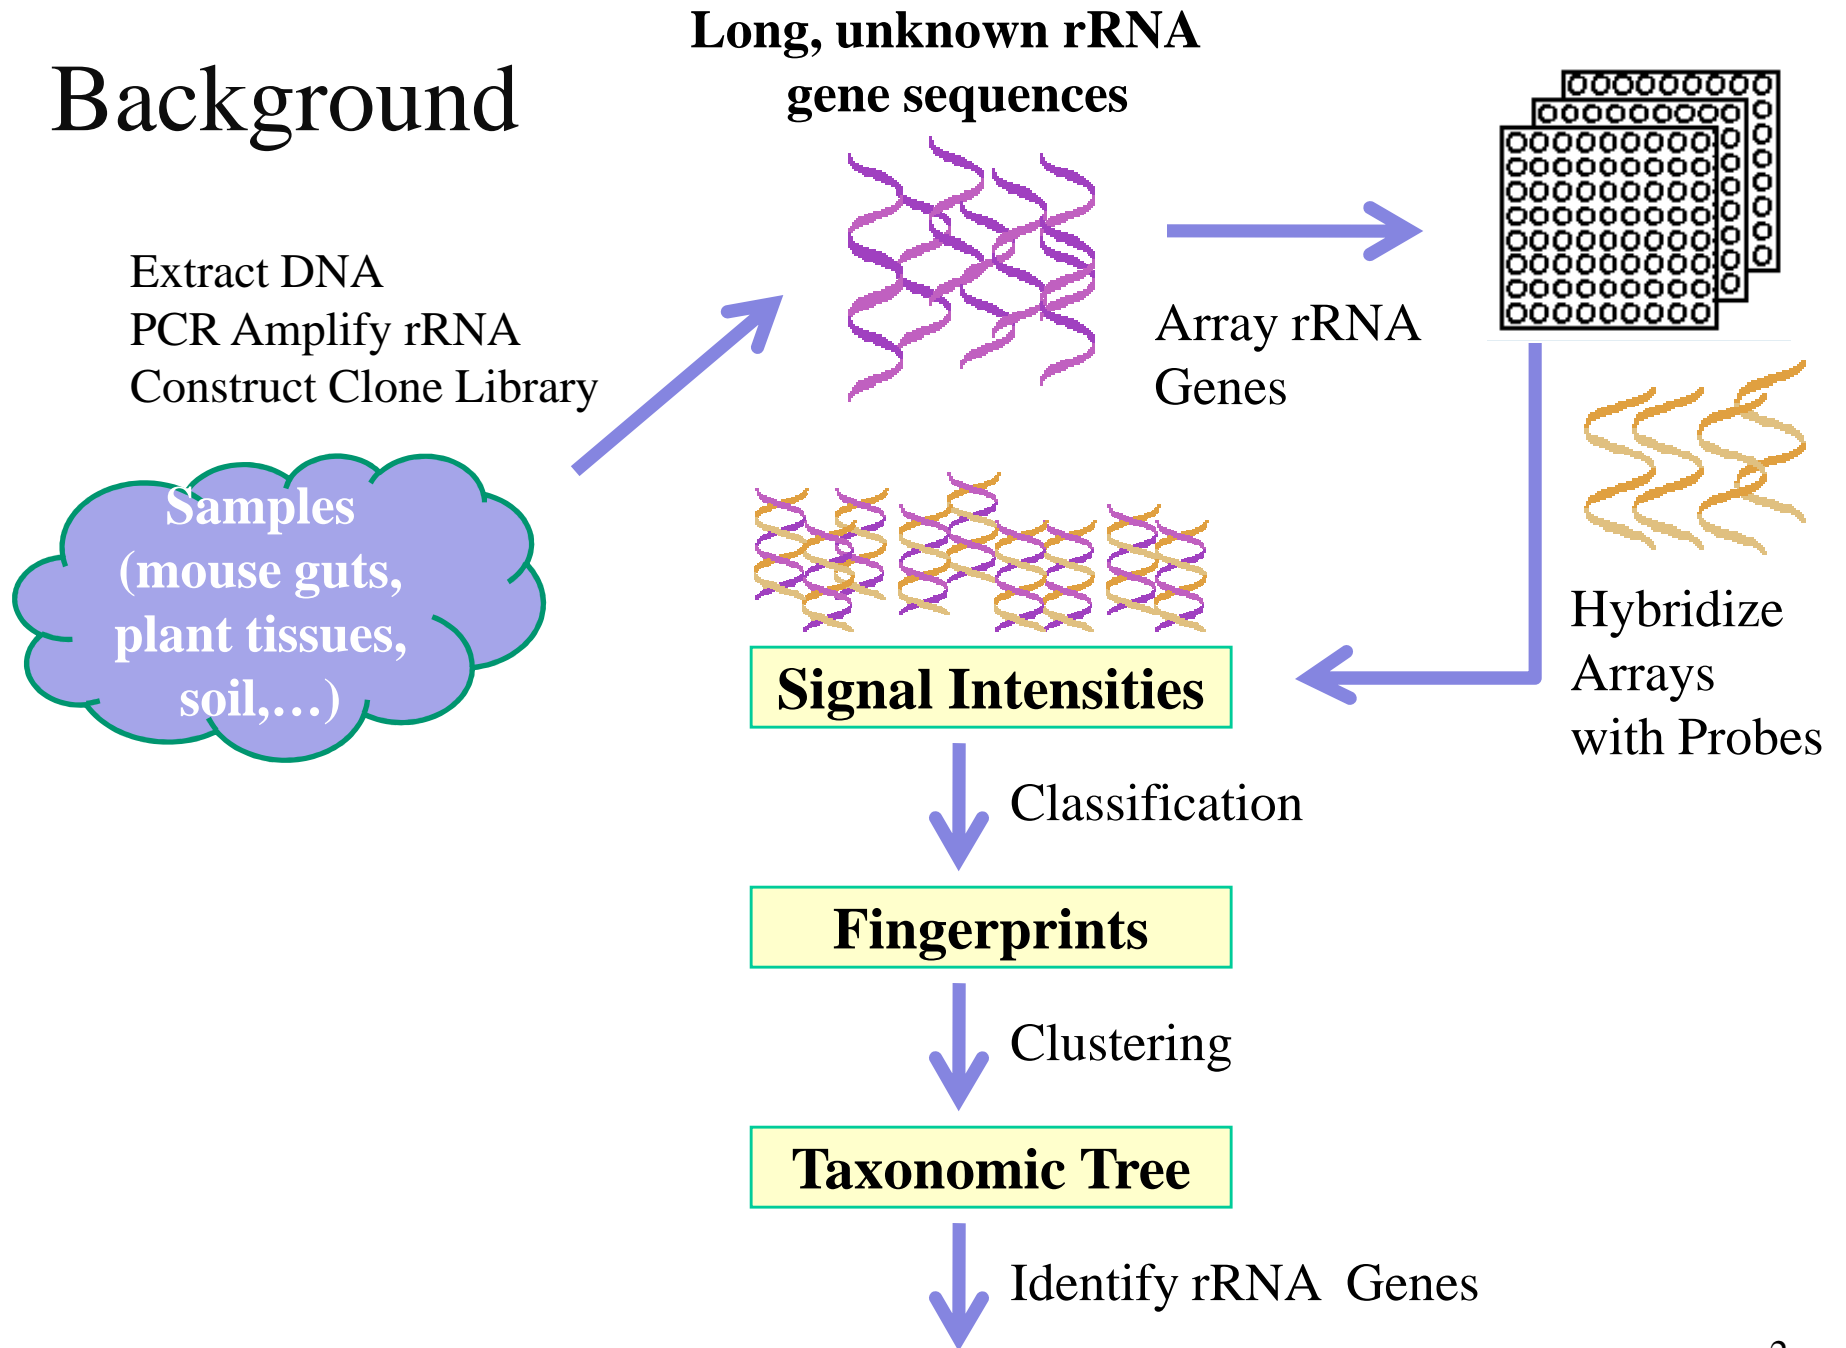 Background
Long, unknown rRNA
gene sequences
Extract DNA
PCR Amplify rRNA
Construct Clone Library
Array rRNA
Genes
Samples
(mouse guts,
plant tissues,
soil,...)
Hybridize
Arrays
with Probes
Signal Intensities
Classification
Fingerprints
Clustering
Taxonomic Tree
Identify rRNA Genes